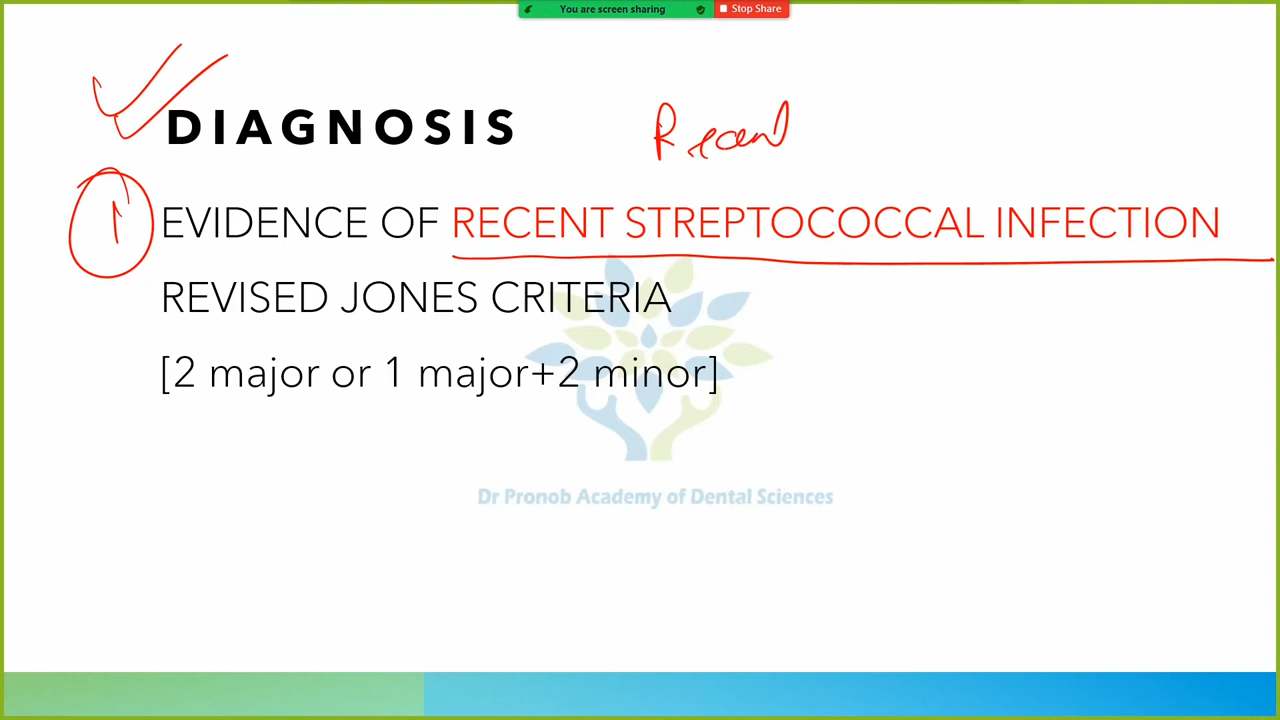 You are screen sharing Stop Share
DIAGNOSIS
1 EVIDENCE OF RECENT STREPTOCOCCAL INFECTION
REVISED JONES CRITERIA
[2 major or 1 major+2 minor]
Dr Pronob Academy of Dental Sciences